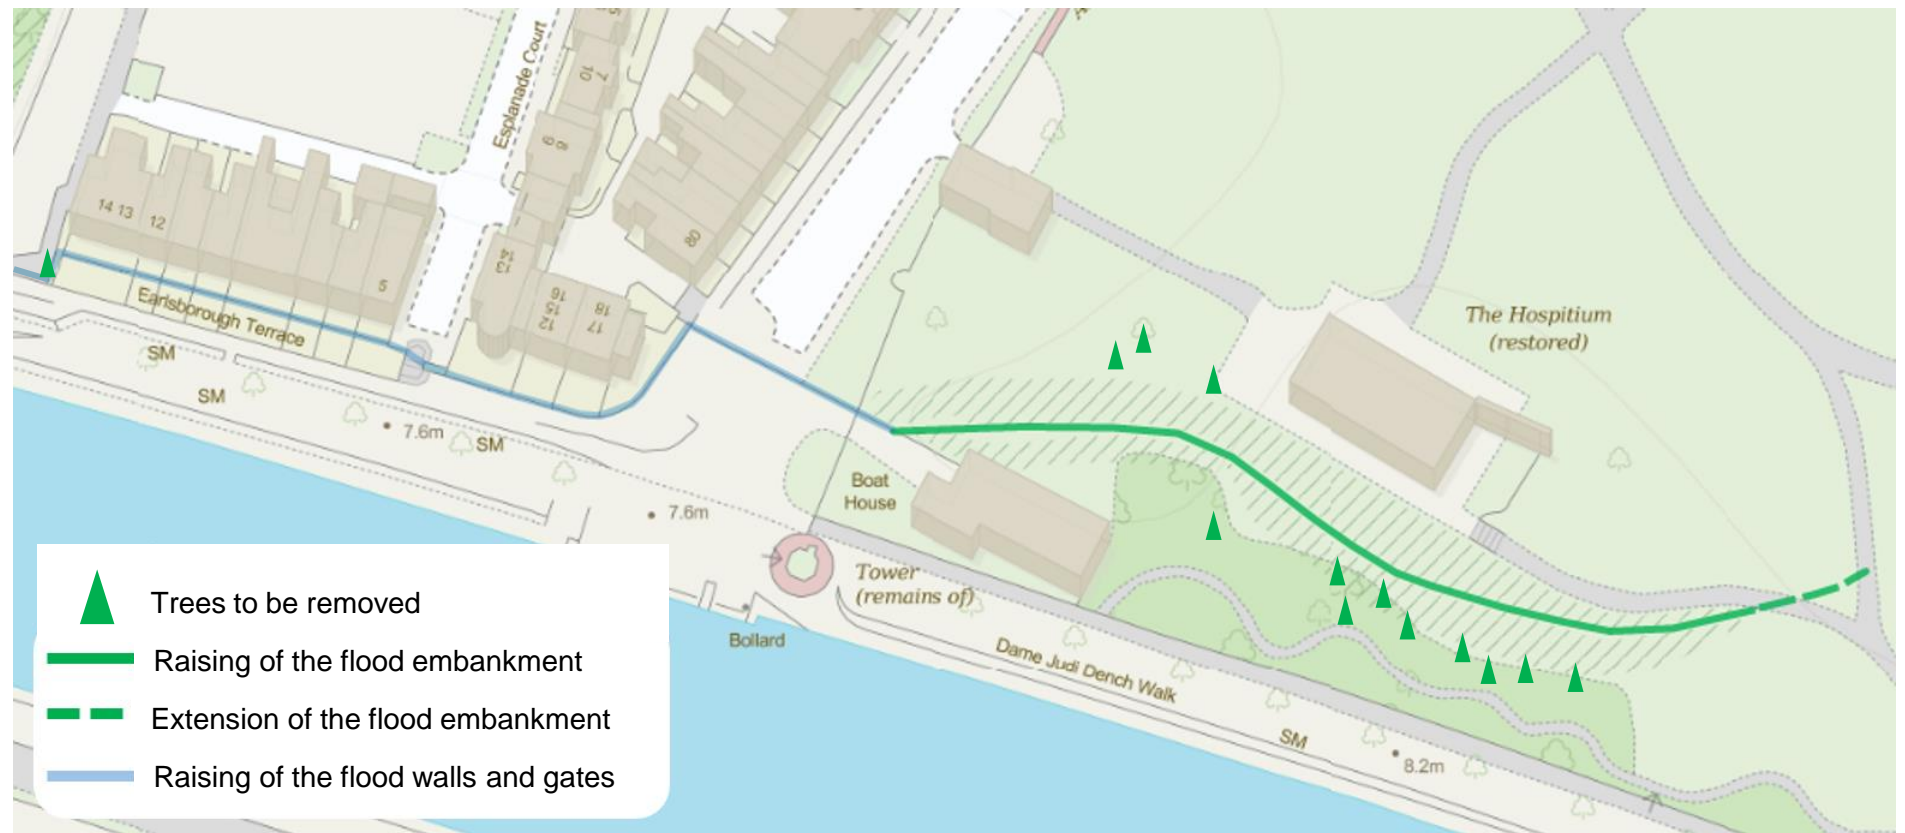 Esplanade Court
7
10
8
9
14 13 12
5
Earlsborough Terrace
13
14
16
15
12
18
17
80
The Hospitium
(restored)
SM
SM
SM
7.6m
7.6m
Boat
House
Tower
(remains of)
Bollard
Dame Judi Dench Walk
SM
8.2m
Trees to be removed
Raising of the flood embankment
Extension of the flood embankment
Raising of the flood walls and gates